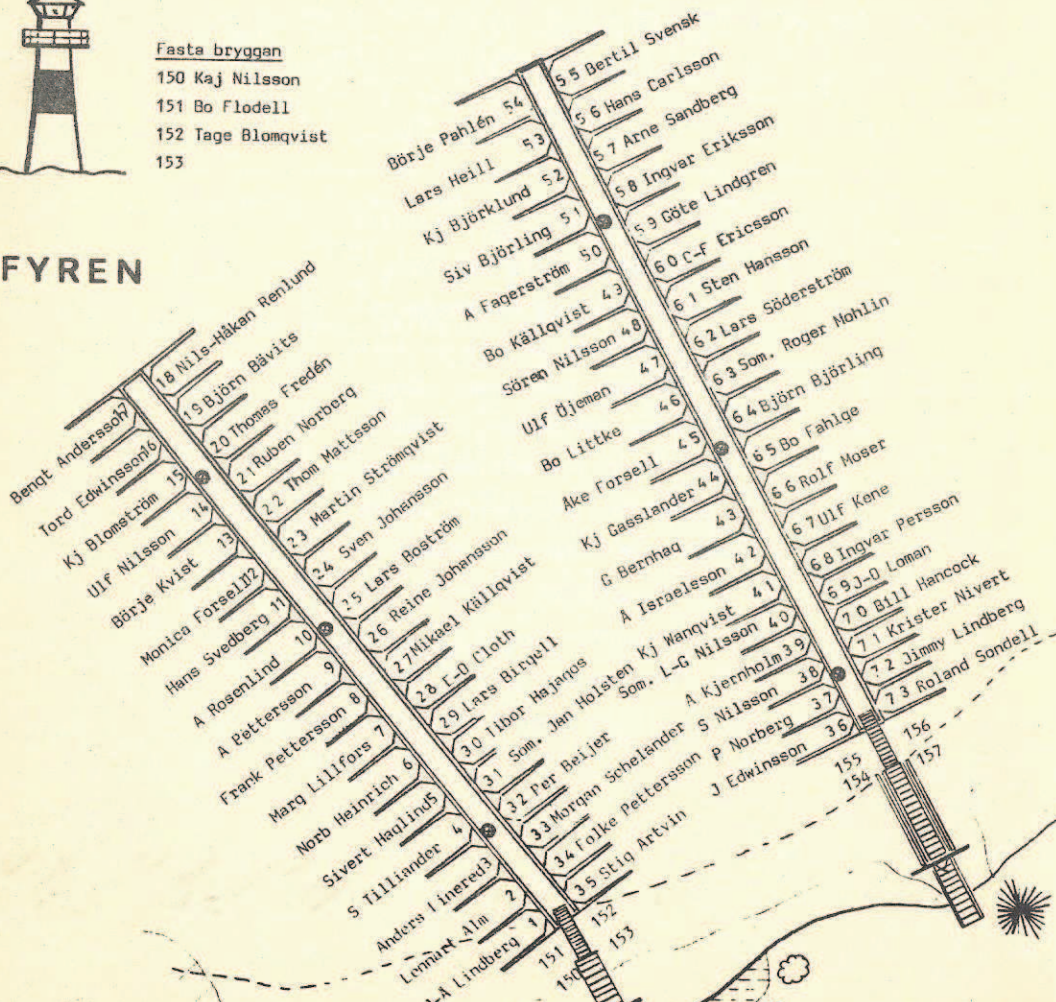 Fasta bryggan
150 Kaj Nilsson
151 Bo Flodell
152 Tage Blomqvist
153
FYREN
Bengt Andersson 17
Tord Edwinsson 16
Kj Blomström 15
Ulf Nilsson 14
Börje Kvist 13
Monica Forsell 12
Hans Svedberg 11
A Rosenlind 10
A Pettersson 9
Frank Pettersson 8
Marg Lillfors 7
Norb Heinrich 6
Sivert Haglind 5
S Tilliander 4
Anders Linered 3
Lennart Alm 2
-Å Lindberg 1
18 Nils-Håkan Renlund
19 Björn Bävits
20 Thomas Fredén
21 Ruben Norberg
22 Thom Mattsson
23 Martin Strömqvist
24 Sven Johansson
25 Lars Boström
26 Reine Johansson
27 Mikael Källqvist
28 C-O Cloth
29 Lars Birgell
30 Tibor Hajagos
31 Som. Jan Holsten
32 Per Beijer
33 Morgan Schelander
34 Folke Pettersson
35 Stig Artvin
151
152
150
153
Börje Pahlén 54
Lars Heill 53
Kj Björklund 52
Siv Björling 51
A Fagerström 50
Bo Källqvist 49
Sören Nilsson 48
Ulf Öjeman 47
Bo Littke 46
Åke Forsell 45
Kj Gasslander 44
G Bernhag 43
A Israelsson 42
Kj Wanqvist 41
Som. L-G Nilsson 40
A Kjernholm 39
S Nilsson 38
P Norberg 37
J Edwinsson 36
55 Bertil Svensk
56 Hans Carlsson
57 Arne Sandberg
58 Ingvar Eriksson
59 Göte Lindgren
60 C-F Ericsson
61 Sten Hansson
62 Lars Söderström
63 Som. Roger Mohlin
64 Björn Björling
65 Bo Fahlge
66 Rolf Moser
67 Ulf Kene
68 Ingvar Persson
69 J-O Loman
70 Bill Hancock
71 Krister Nivert
72 Jimmy Lindberg
73 Roland Sondell
155
156
154
157